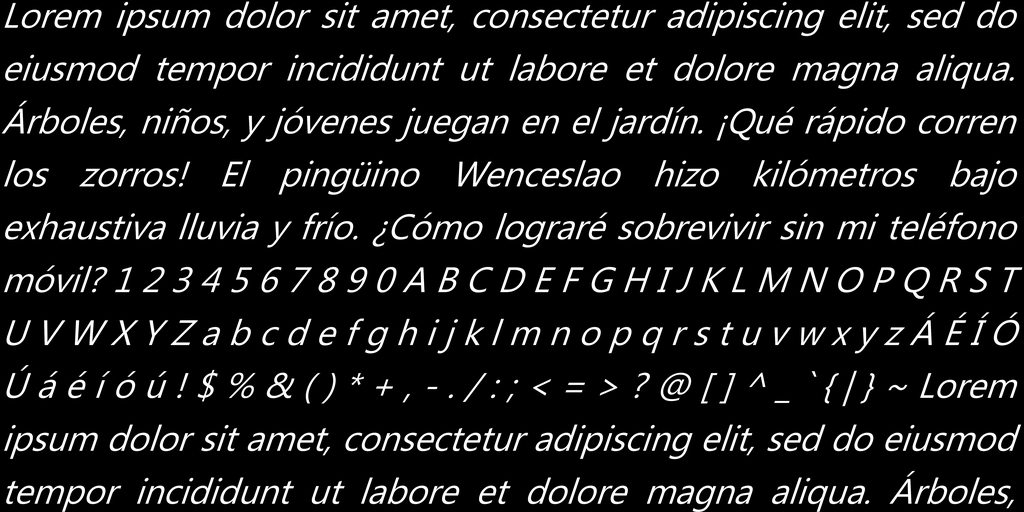 Lorem ipsum dolor sit amet, consectetur adipiscing elit, sed do
eiusmod tempor incididunt ut labore et dolore magna aliqua.
Árboles, niños, y jóvenes juegan en el jardín. ¡Qué rápido corren
los zorros! El pingüino Wenceslao hizo kilómetros bajo
exhaustiva lluvia y frío. ¿Cómo lograré sobrevivir sin mi teléfono
móvil? 1 2 3 4 5 6 7 8 9 0 A B C D E F G H I J K L M N O P Q R S T
U V W X Y Z a b c d e f g h i j k l m n o p q r s t u v w x y z Á É Í Ó
Ú á é í ó ú ! $ % & ( ) * + , - . / : ; < = > ? @ [ ] ^ _ ` { | } ~ Lorem
ipsum dolor sit amet, consectetur adipiscing elit, sed do eiusmod
tempor incididunt ut labore et dolore magna aliqua. Árboles,